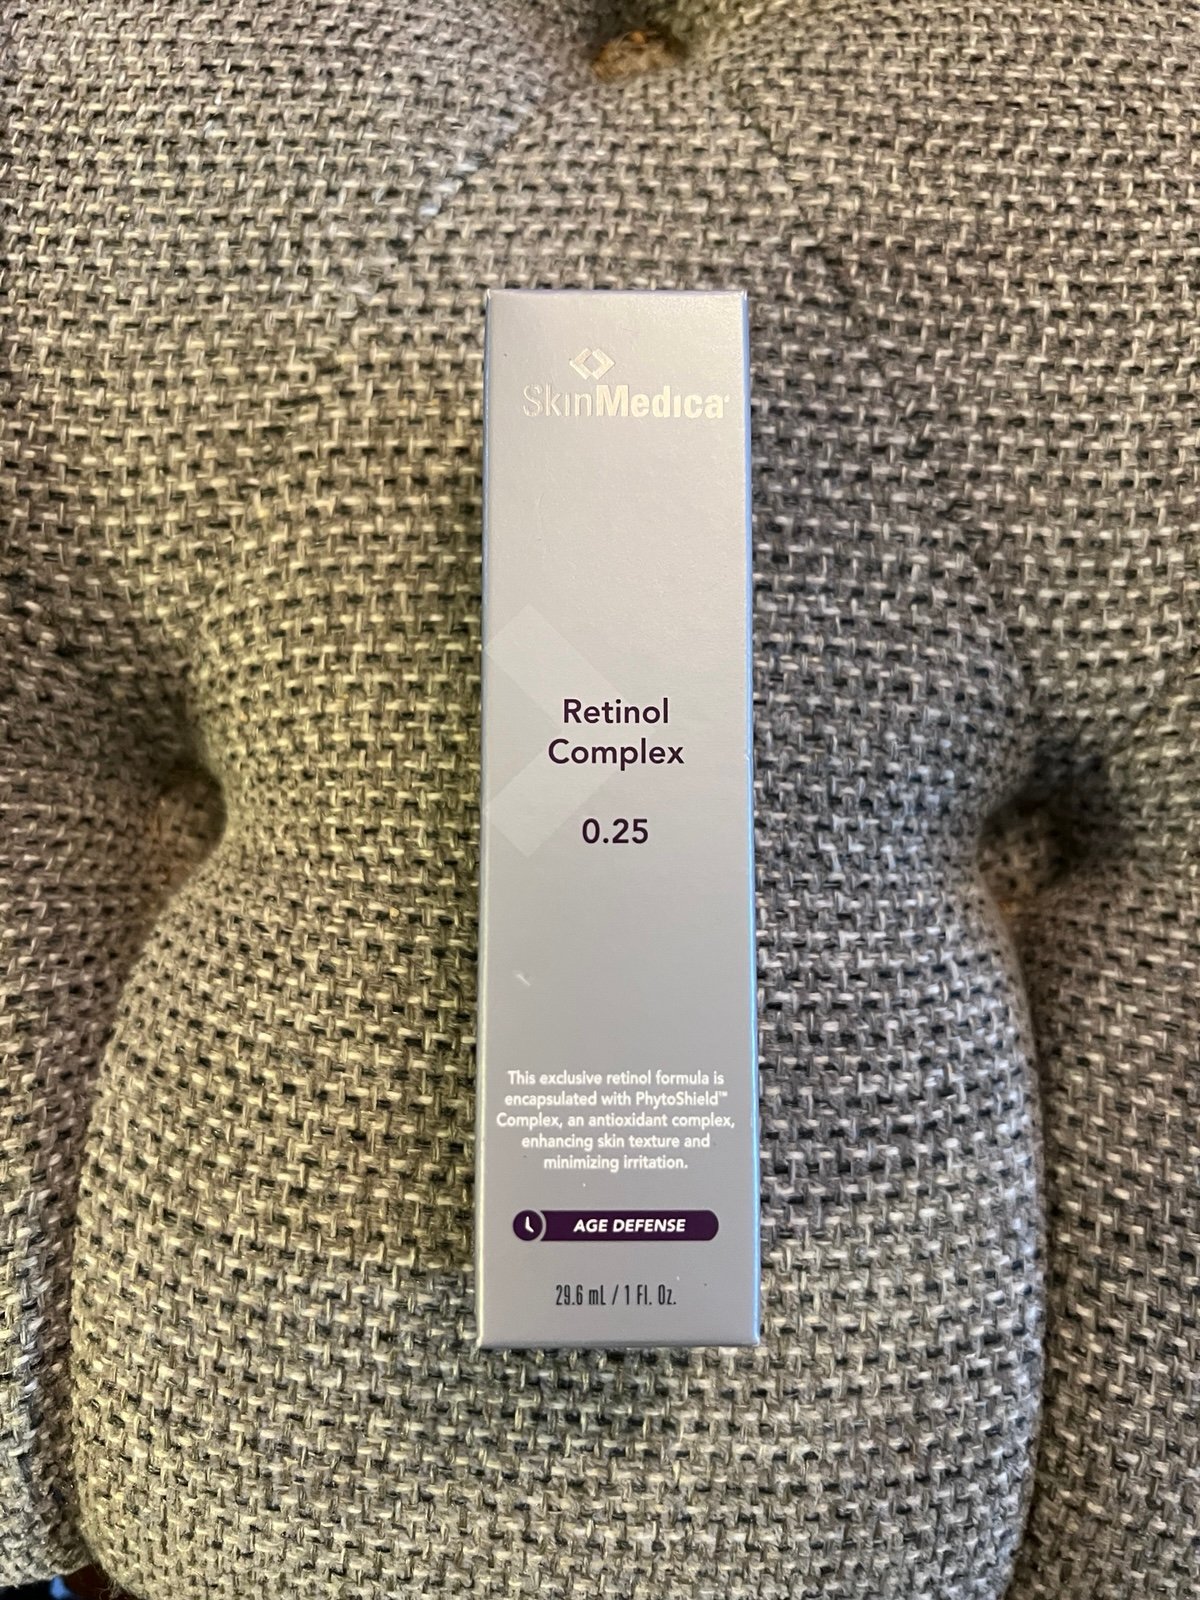 SkinMedica®
Retinol
Complex
0.25
This exclusive retinol formula is
encapsulated with PhytoShield™
Complex, an antioxidant complex,
enhancing skin texture and
minimizing irritation.
AGE DEFENSE
29.6 mL / 1 Fl. Oz.